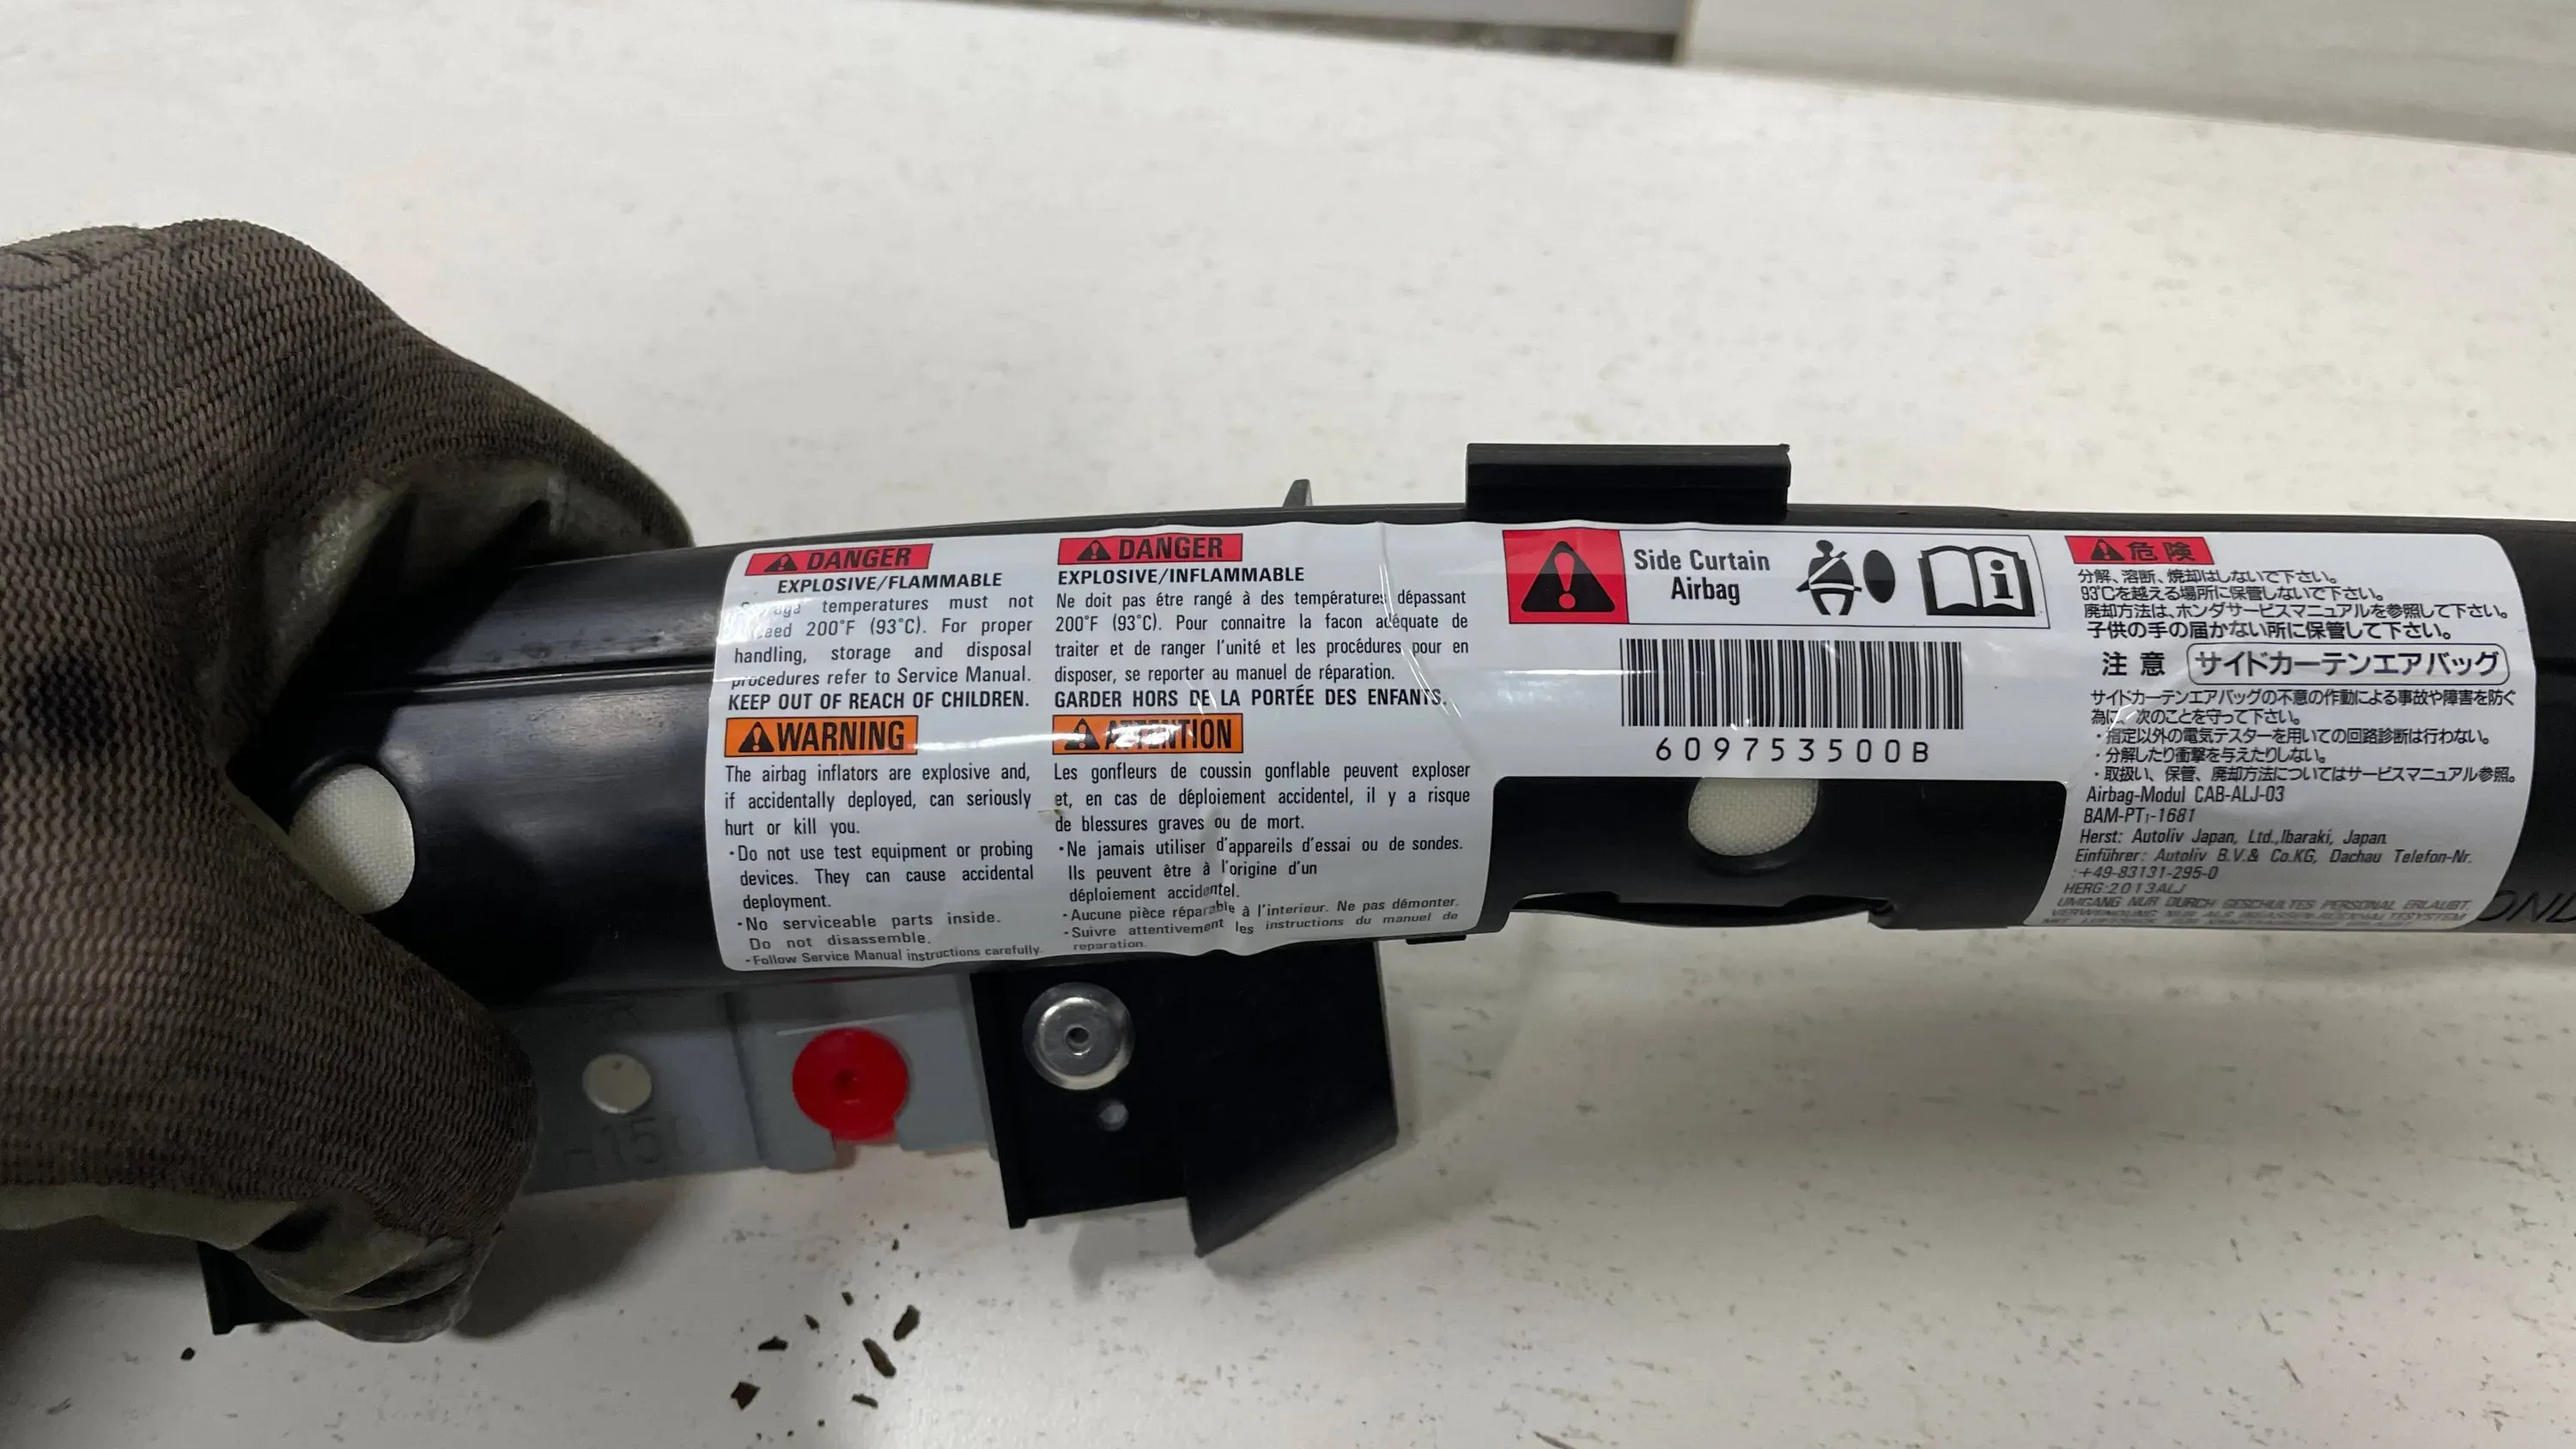 DANGER
EXPLOSIVE/FLAMMABLE
temperatures must not
200°F (93°C). For proper
handling, storage and disposal
procedures refer to Service Manual.
KEEP OUT OF REACH OF CHILDREN.
WARNING
The airbag inflators are explosive and,
if accidentally deployed, can seriously
hurt or kill you.
・Do not use test equipment or probing
devices. They can cause accidental
deployment.
・No serviceable parts inside.
Do not disassemble.
・Follow Service Manual instructions carefully.
DANGER
EXPLOSIVE/INFLAMMABLE
Ne doit pas étre rangé à des températures dépassant
200°F (93°C). Pour connaitre la facon adéquate de
traiter et de ranger l'unité et les procédures pour en
disposer, se reporter au manuel de réparation.
GARDER HORS DE LA PORTÉE DES ENFANTS.
ATTENTION
Les gonfleurs de coussin gonflable peuvent exploser
et, en cas de déploiement accidentel, il y a risque
de blessures graves ou de mort.
・Ne jamais utiliser d'appareils d'essai ou de sondes.
Ils peuvent être à l'origine d'un
déploiement accidentel.
・Aucune pièce réparable à l'interieur. Ne pas démonter.
・Suivre attentivement les instructions du manuel de
reparation.
Side Curtain
Airbag
609753500B
危険
分解、溶断、焼却はしないで下さい。
93℃を越える場所に保管しないで下さい。
廃却方法は、ホンダサービスマニュアルを参照して下さい。
子供の手の届かない所に保管して下さい。
注意 サイドカーテンエアバッグ
サイドカーテンエアバッグの不意の作動による事故や障害を防ぐ
為に、次のことを守って下さい。
・指定以外の電気テスターを用いての回路診断は行わない。
・分解したり衝撃を与えたりしない。
・取扱い、保管、廃却方法についてはサービスマニュアル参照。
Airbag-Modul CAB-ALJ-03
BAM-PT₁-1681
Herst: Autoliv Japan, Ltd.,Ibaraki, Japan
Einführer: Autoliv B.V.& Co.KG, Dachau Telefon-Nr.
:+49-83131-295-0
HERG:2013ALJ
UMGANG NUR DURCH GESCHULTES PERSONAL ERLAUBT,
VERWENDUNG NUR ALS INSASSEN-RÜCKHALTESYSTEM
H15